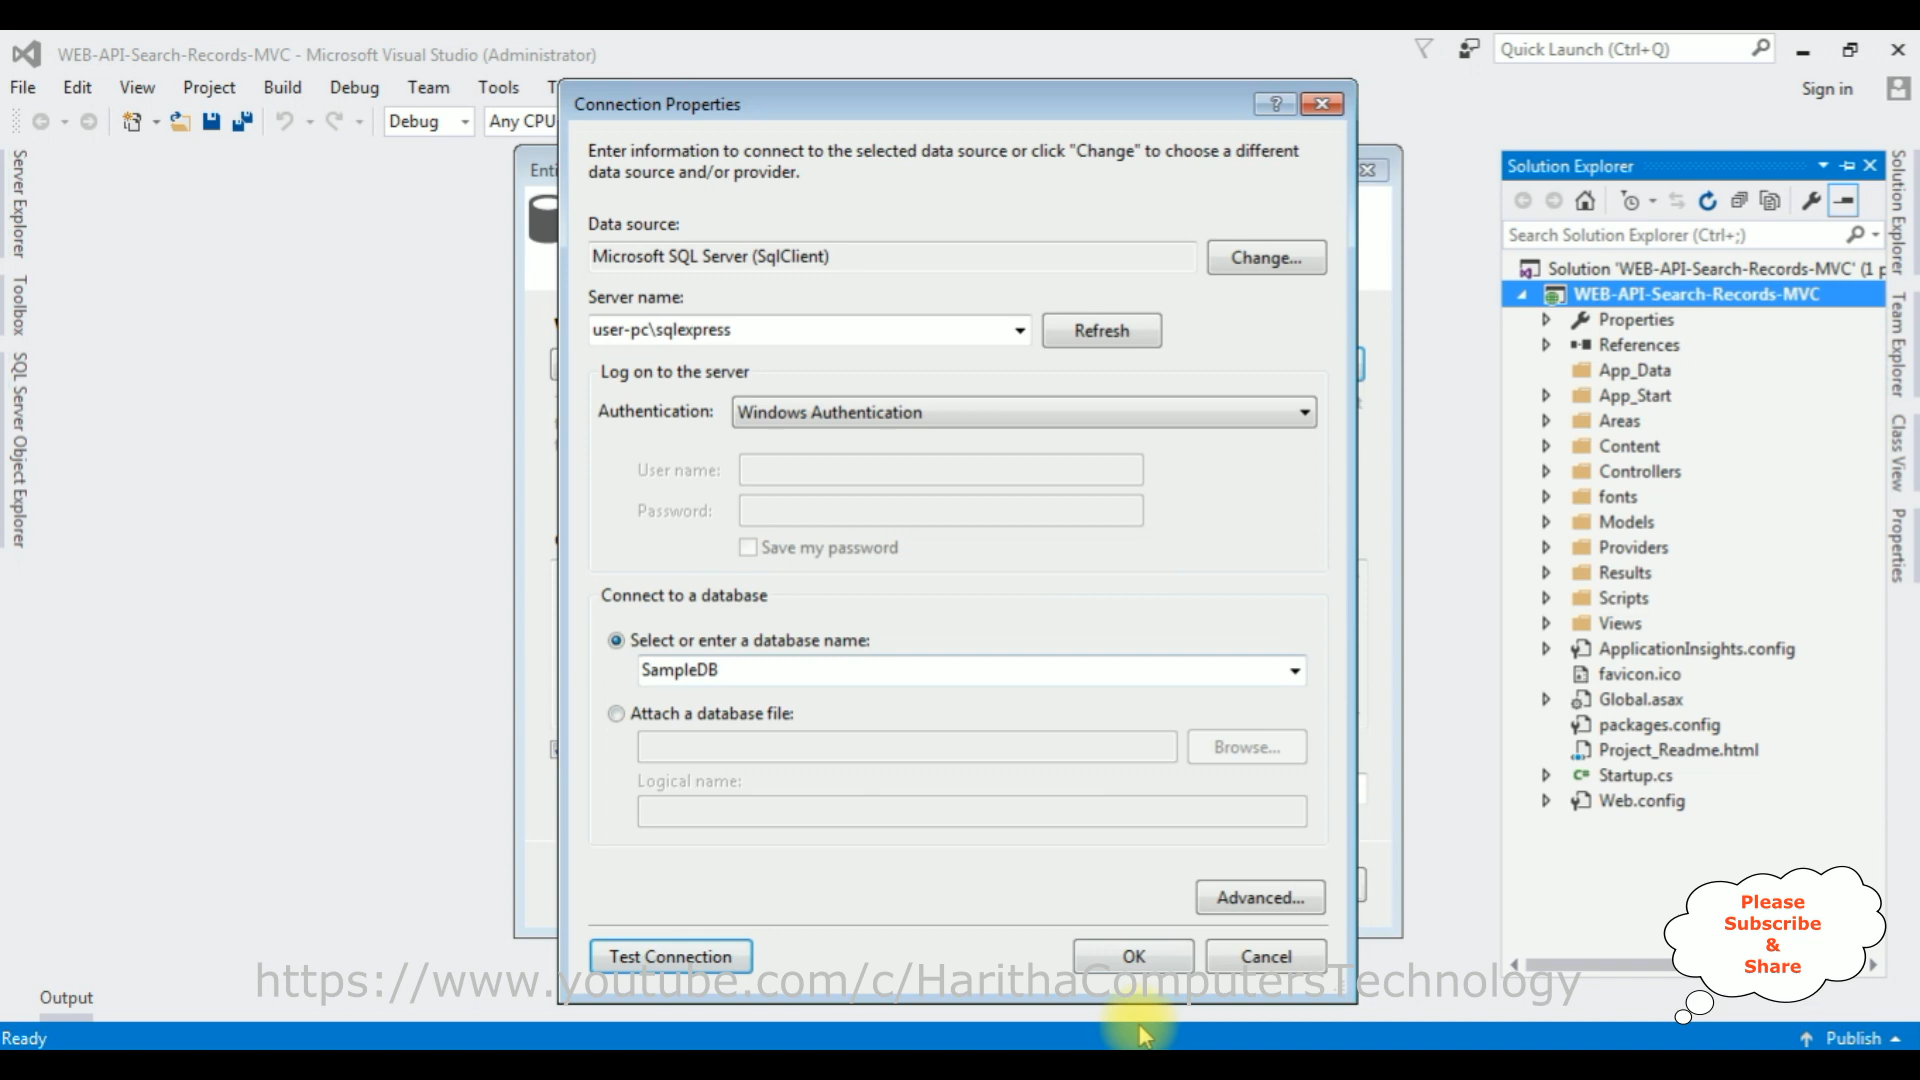 WEB-API-Search-Records-MVC - Microsoft Visual Studio (Administrator)
Quick Launch (Ctrl+Q)
File Edit View Project Build Debug Team Tools T
Sign in
Debug
Any CPU
Server Explorer
Toolbox
SQL Server Object Explorer
Enti
Connection Properties
Enter information to connect to the selected data source or click "Change" to choose a different
data source and/or provider.
Data source:
Microsoft SQL Server (SqlClient)
Change...
Server name:
user-pc\sqlexpress
Refresh
Log on to the server
Authentication:
Windows Authentication
User name:
Password:
Save my password
Connect to a database
Select or enter a database name:
SampleDB
Attach a database file:
Browse...
Logical name:
Advanced...
Test Connection
OK
Cancel
Solution Explorer
Search Solution Explorer (Ctrl+;)
Solution 'WEB-API-Search-Records-MVC' (1 p
WEB-API-Search-Records-MVC
Properties
References
App_Data
App_Start
Areas
Content
Controllers
fonts
Models
Providers
Results
Scripts
Views
ApplicationInsights.config
favicon.ico
Global.asax
packages.config
Project_Readme.html
C# Startup.cs
Web.config
Solution Explorer
Team Explorer
Class View
Properties
Please
Subscribe
&
Share
https://www.youtube.com/c/HarithaComputersTechnology
Output
Ready
Publish